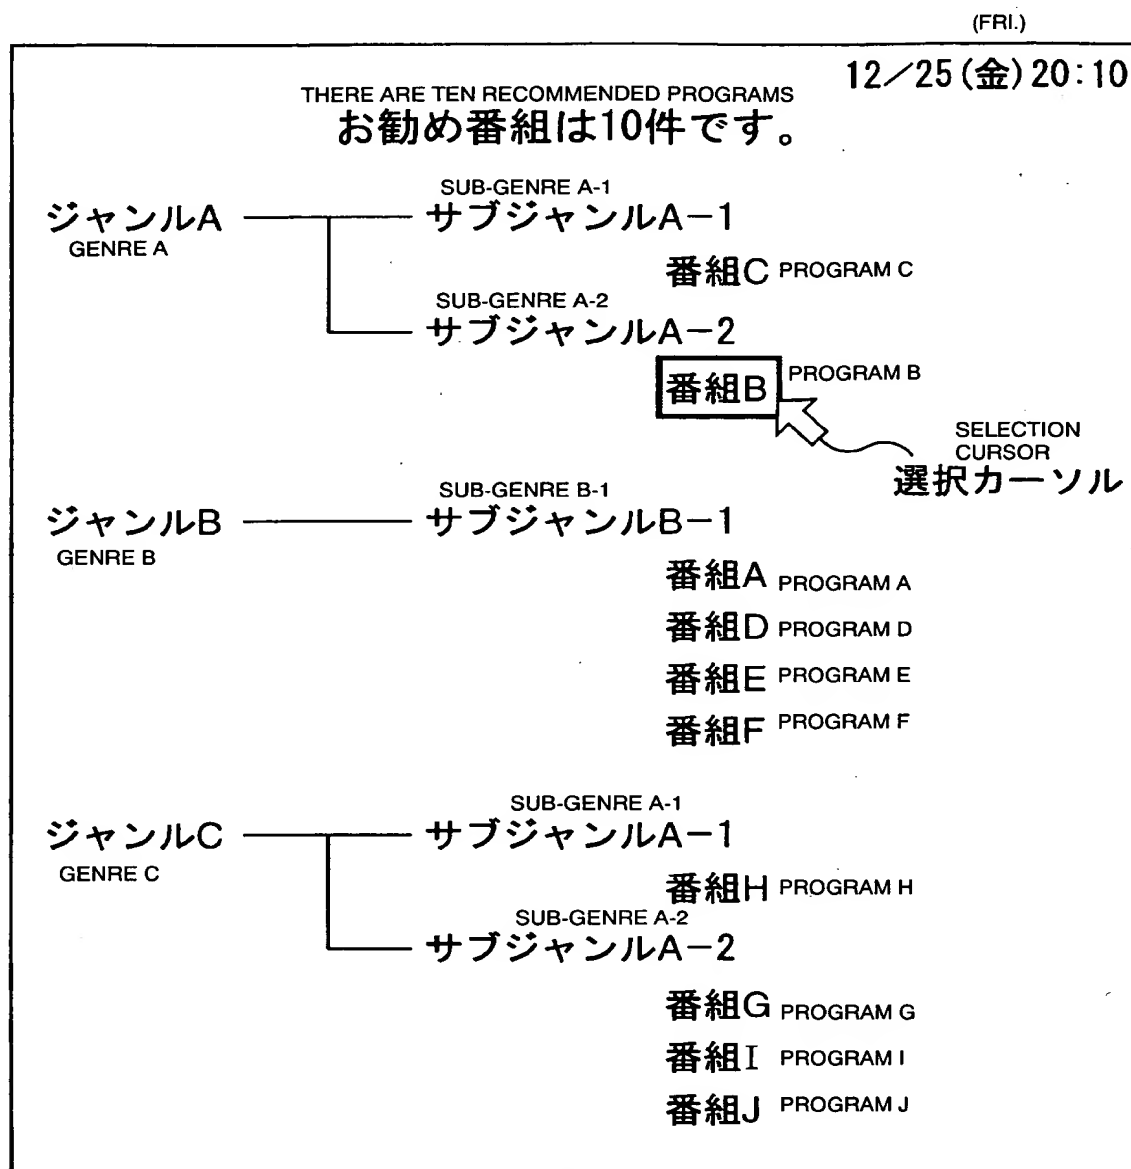 (FRI.)
12／25(金)20:10
THERE ARE TEN RECOMMENDED PROGRAMS
お勧め番組は10件です。
SUB-GENRE A-1
ジャンルA
サブジャンルA－1
GENRE A
番組C PROGRAM C
SUB-GENRE A-2
サブジャンルA－2
番組B PROGRAM B
SELECTION
CURSOR
選択カーソル
SUB-GENRE B-1
ジャンルB
サブジャンルB－1
GENRE B
番組A PROGRAM A
番組D PROGRAM D
番組E PROGRAM E
番組F PROGRAM F
SUB-GENRE A-1
ジャンルC
サブジャンルA－1
GENRE C
番組H PROGRAM H
SUB-GENRE A-2
サブジャンルA－2
番組G PROGRAM G
番組I PROGRAM I
番組J PROGRAM J